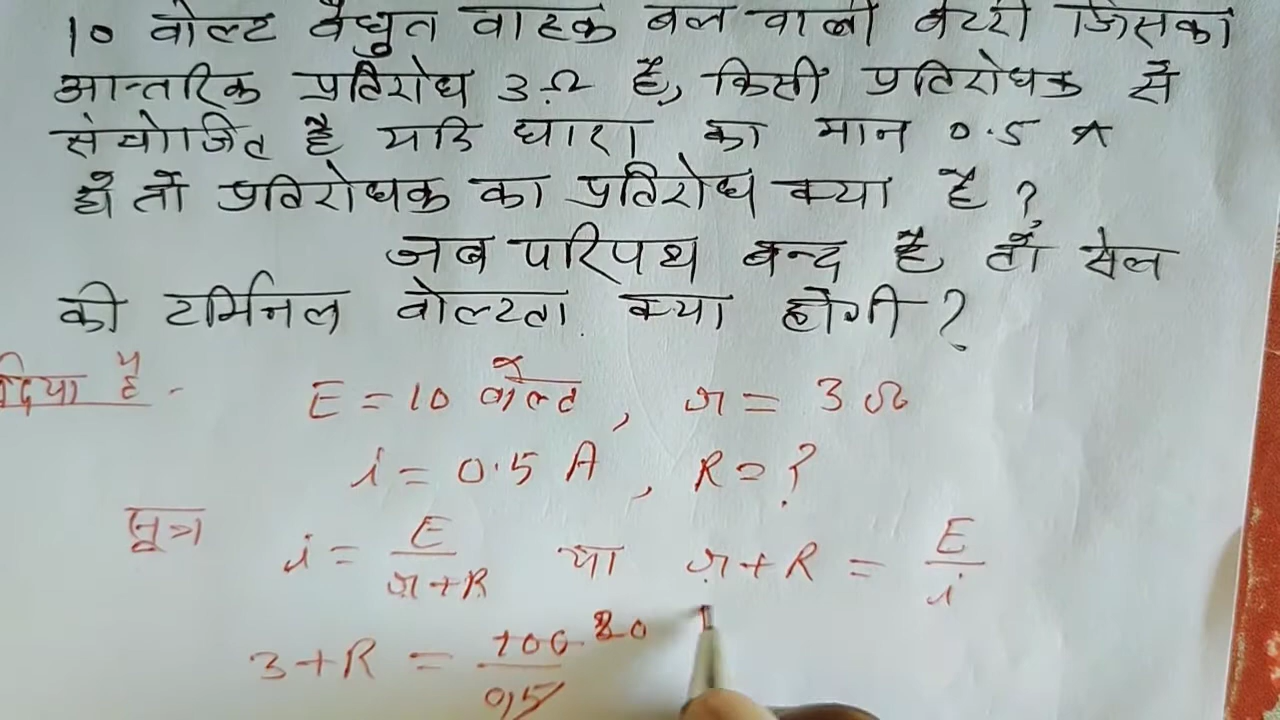 10 वोल्ट वैधुत वाहक बल वाली बैटरी जिसका
आन्तरिक प्रतिरोध 3Ω है, किसी प्रतिरोधक से
संयोजित है यदि धारा का मान 0.5 A
है तो प्रतिरोधक का प्रतिरोध क्या है ?
जब परिपथ बन्द है तो सेल
की टर्मिनल वोल्टता क्या होगी ?
दिया है - E = 10 वोल्ट, r = 3 Ω
i = 0.5 A, R = ?
सूत्र i = E/(r+R) या r+R = E/i
3+R = 100/05 20